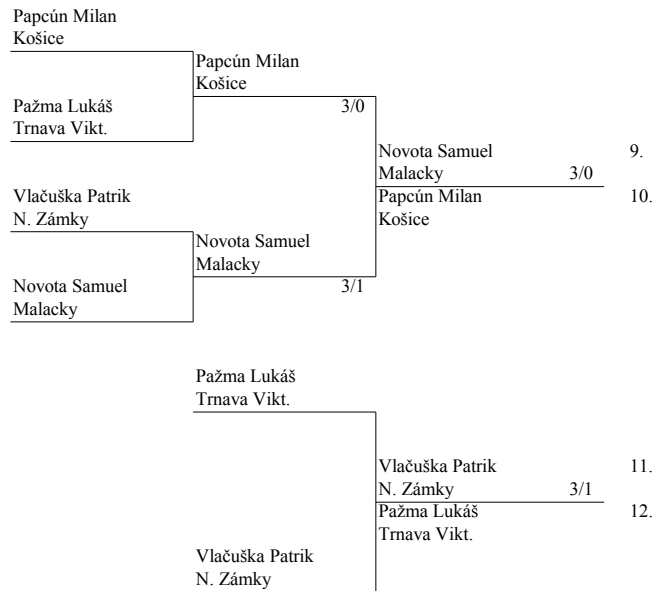 Papcún Milan
Košice
Papcún Milan
Košice
Pažma Lukáš 3/0
Trnava Vikt.
Novota Samuel 9.
Malacky 3/0
Vlačuška Patrik Papcún Milan 10.
N. Zámky Košice
Novota Samuel
Malacky
Novota Samuel 3/1
Malacky
Pažma Lukáš
Trnava Vikt.
Vlačuška Patrik 11.
N. Zámky 3/1
Pažma Lukáš 12.
Trnava Vikt.
Vlačuška Patrik
N. Zámky